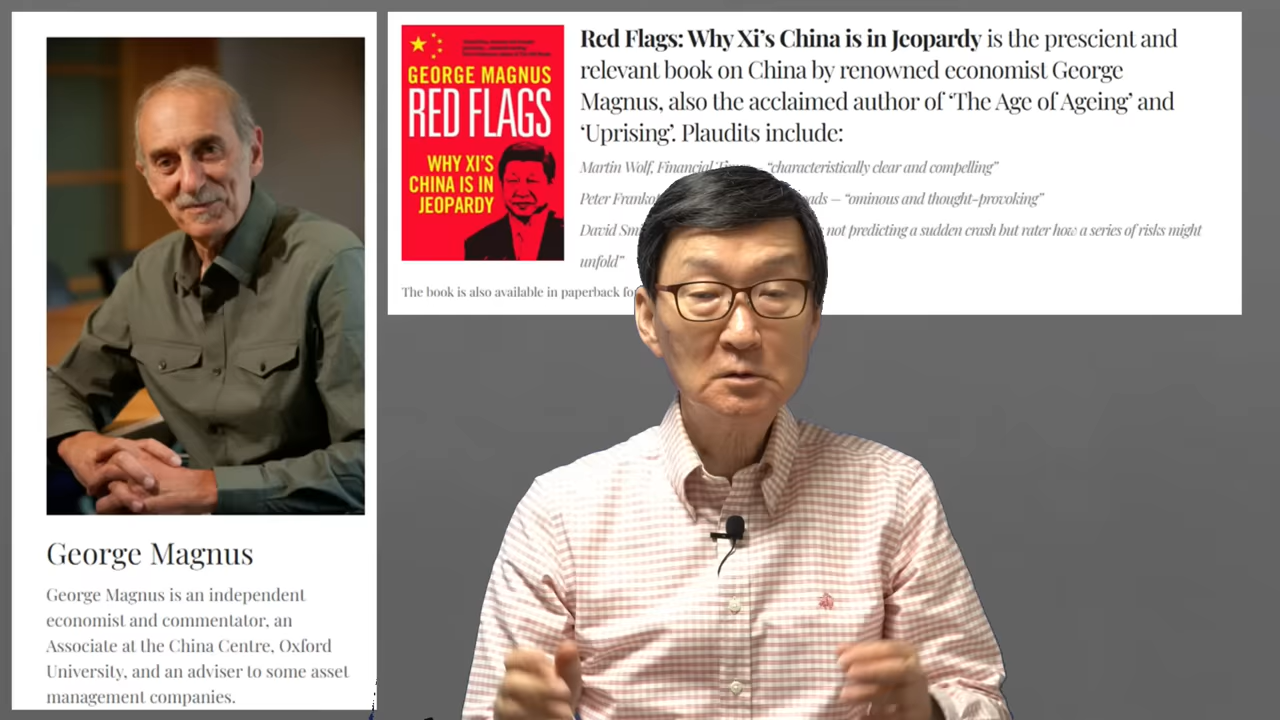 George Magnus
George Magnus is an independent
economist and commentator, an
Associate at the China Centre, Oxford
University, and an adviser to some asset
management companies.
GEORGE MAGNUS
RED FLAGS
WHY XI'S
CHINA IS IN
JEOPARDY
Red Flags: Why Xi's China is in Jeopardy is the prescient and
relevant book on China by renowned economist George
Magnus, also the acclaimed author of ‘The Age of Ageing’ and
‘Uprising’. Plaudits include:
Martin Wolf, Financial – “characteristically clear and compelling”
Peter – “ominous and thought-provoking”
David not predicting a sudden crash but rater how a series of risks might
unfold”
The book is also available in paperback